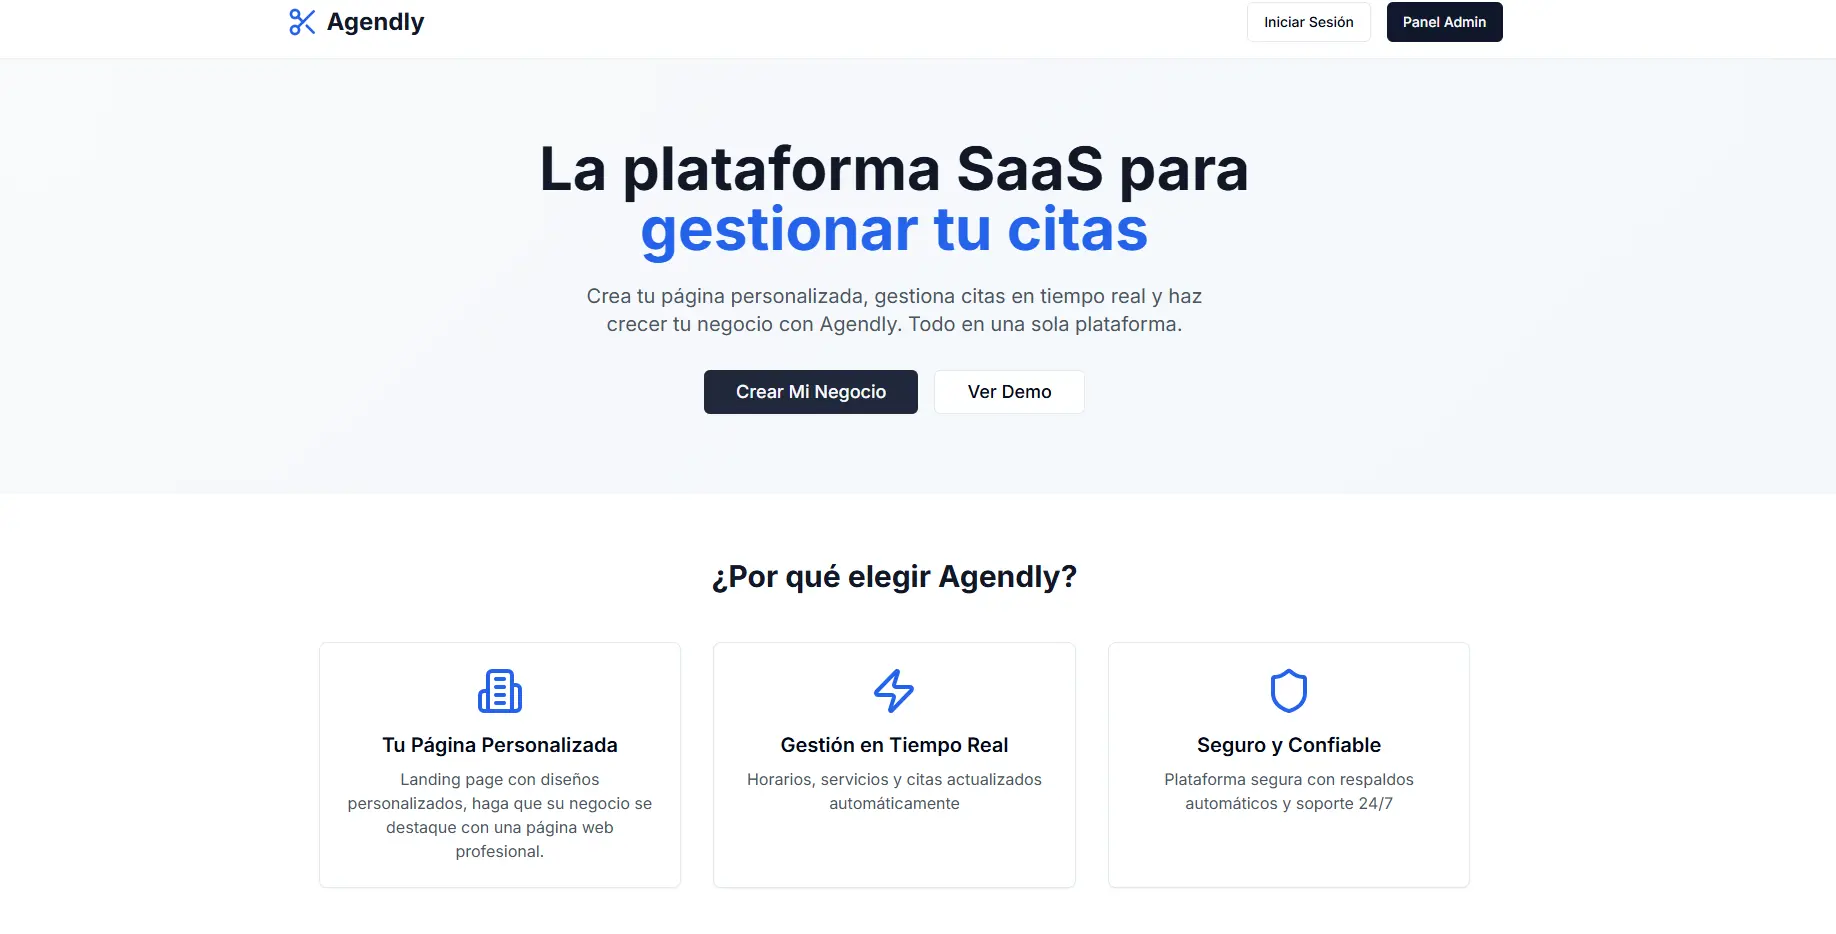 Agendly
Iniciar Sesión
Panel Admin
La plataforma SaaS para
gestionar tu citas
Crea tu página personalizada, gestiona citas en tiempo real y haz
crecer tu negocio con Agendly. Todo en una sola plataforma.
Crear Mi Negocio
Ver Demo
¿Por qué elegir Agendly?
Tu Página Personalizada
Landing page con diseños
personalizados, haga que su negocio se
destaque con una página web
profesional.
Gestión en Tiempo Real
Horarios, servicios y citas actualizados
automáticamente
Seguro y Confiable
Plataforma segura con respaldos
automáticos y soporte 24/7